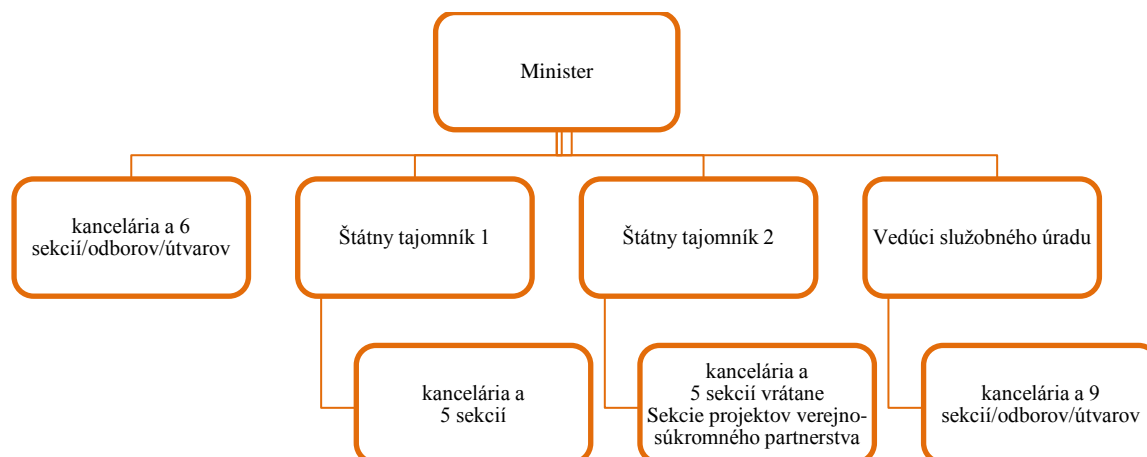 Minister
kancelária a 6
sekcií/odborov/útvarov
Štátny tajomník 1
Štátny tajomník 2
Vedúci služobného úradu
kancelária a
5 sekcií
kancelária a
5 sekcií vrátane
Sekcie projektov verejno-
súkromného partnerstva
kancelária a 9
sekcií/odborov/útvarov